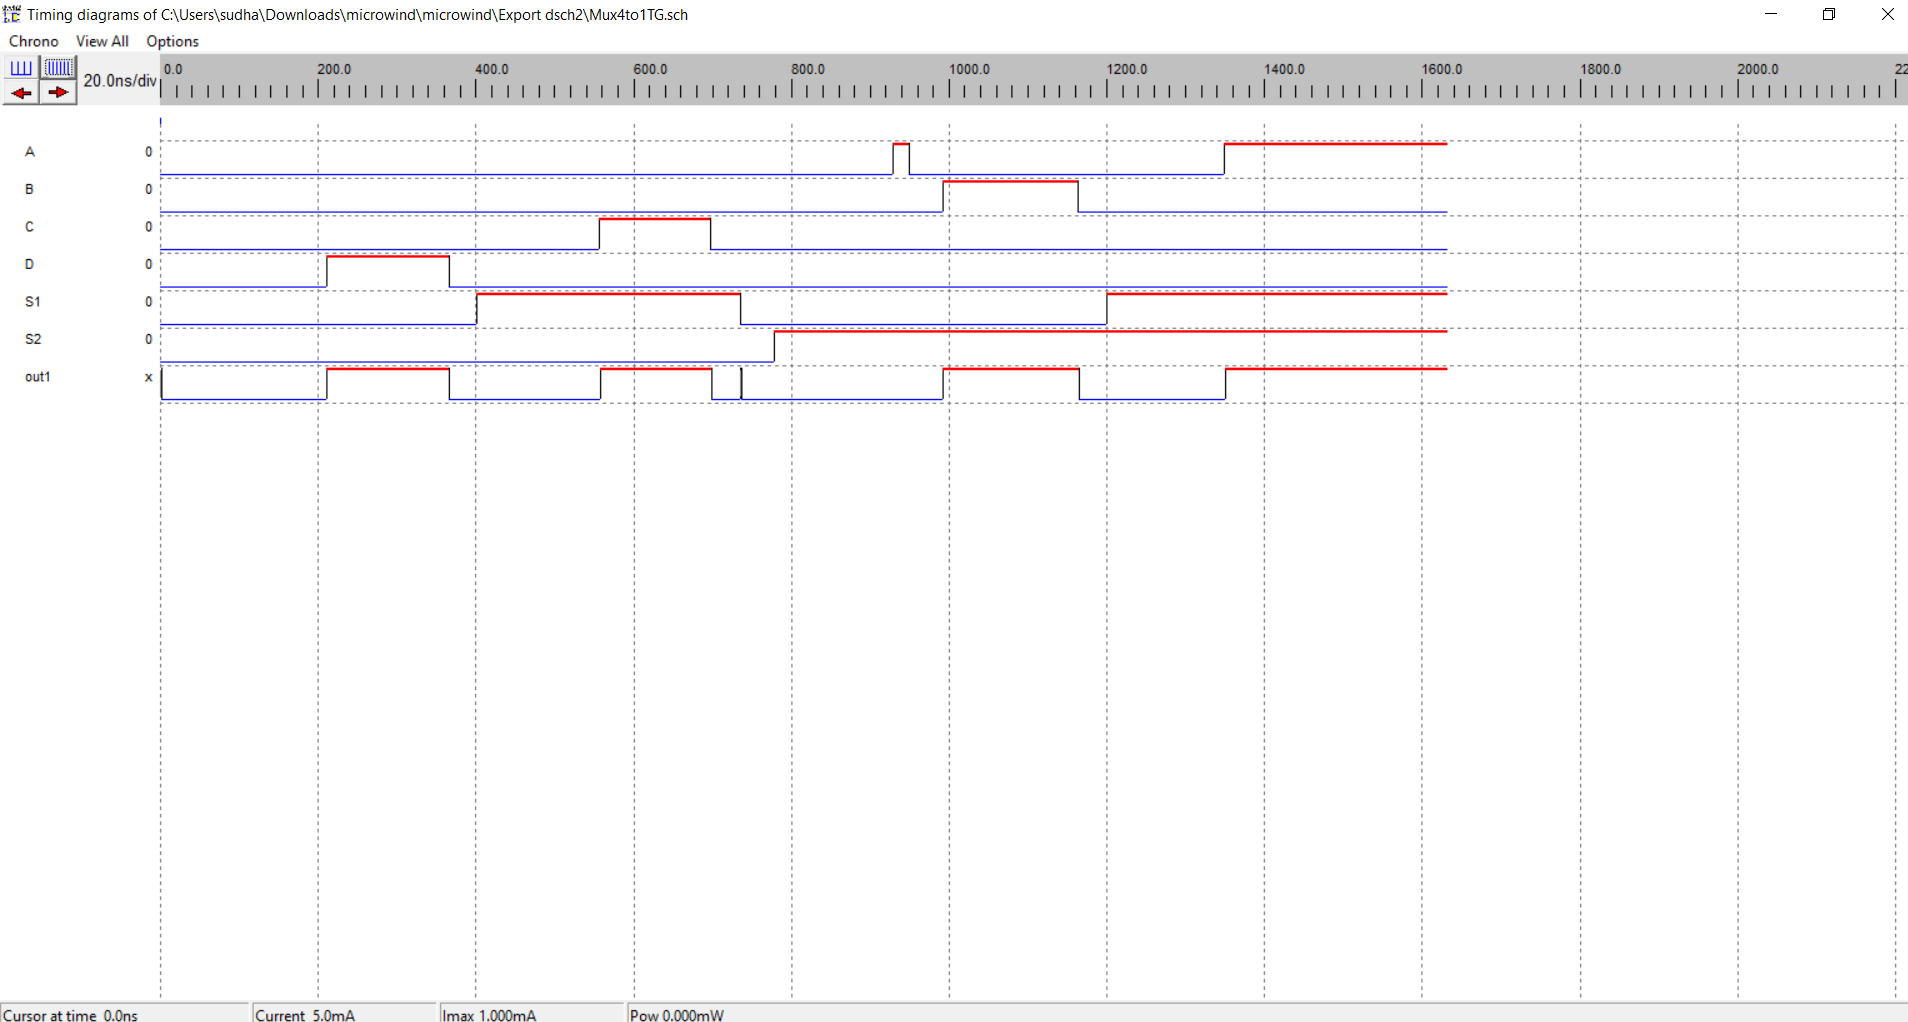 Timing diagrams of C:\Users\sudha\Downloads\microwind\microwind\Export dsch2\Mux4to1TG.sch
Chrono View All Options
20.0ns/div 0.0 200.0 400.0 600.0 800.0 1000.0 1200.0 1400.0 1600.0 1800.0 2000.0 22
A 0
B 0
C 0
D 0
S1 0
S2 0
out1 x
Cursor at time 0.0ns Current 5.0mA Imax 1.000mA Pow 0.000mW